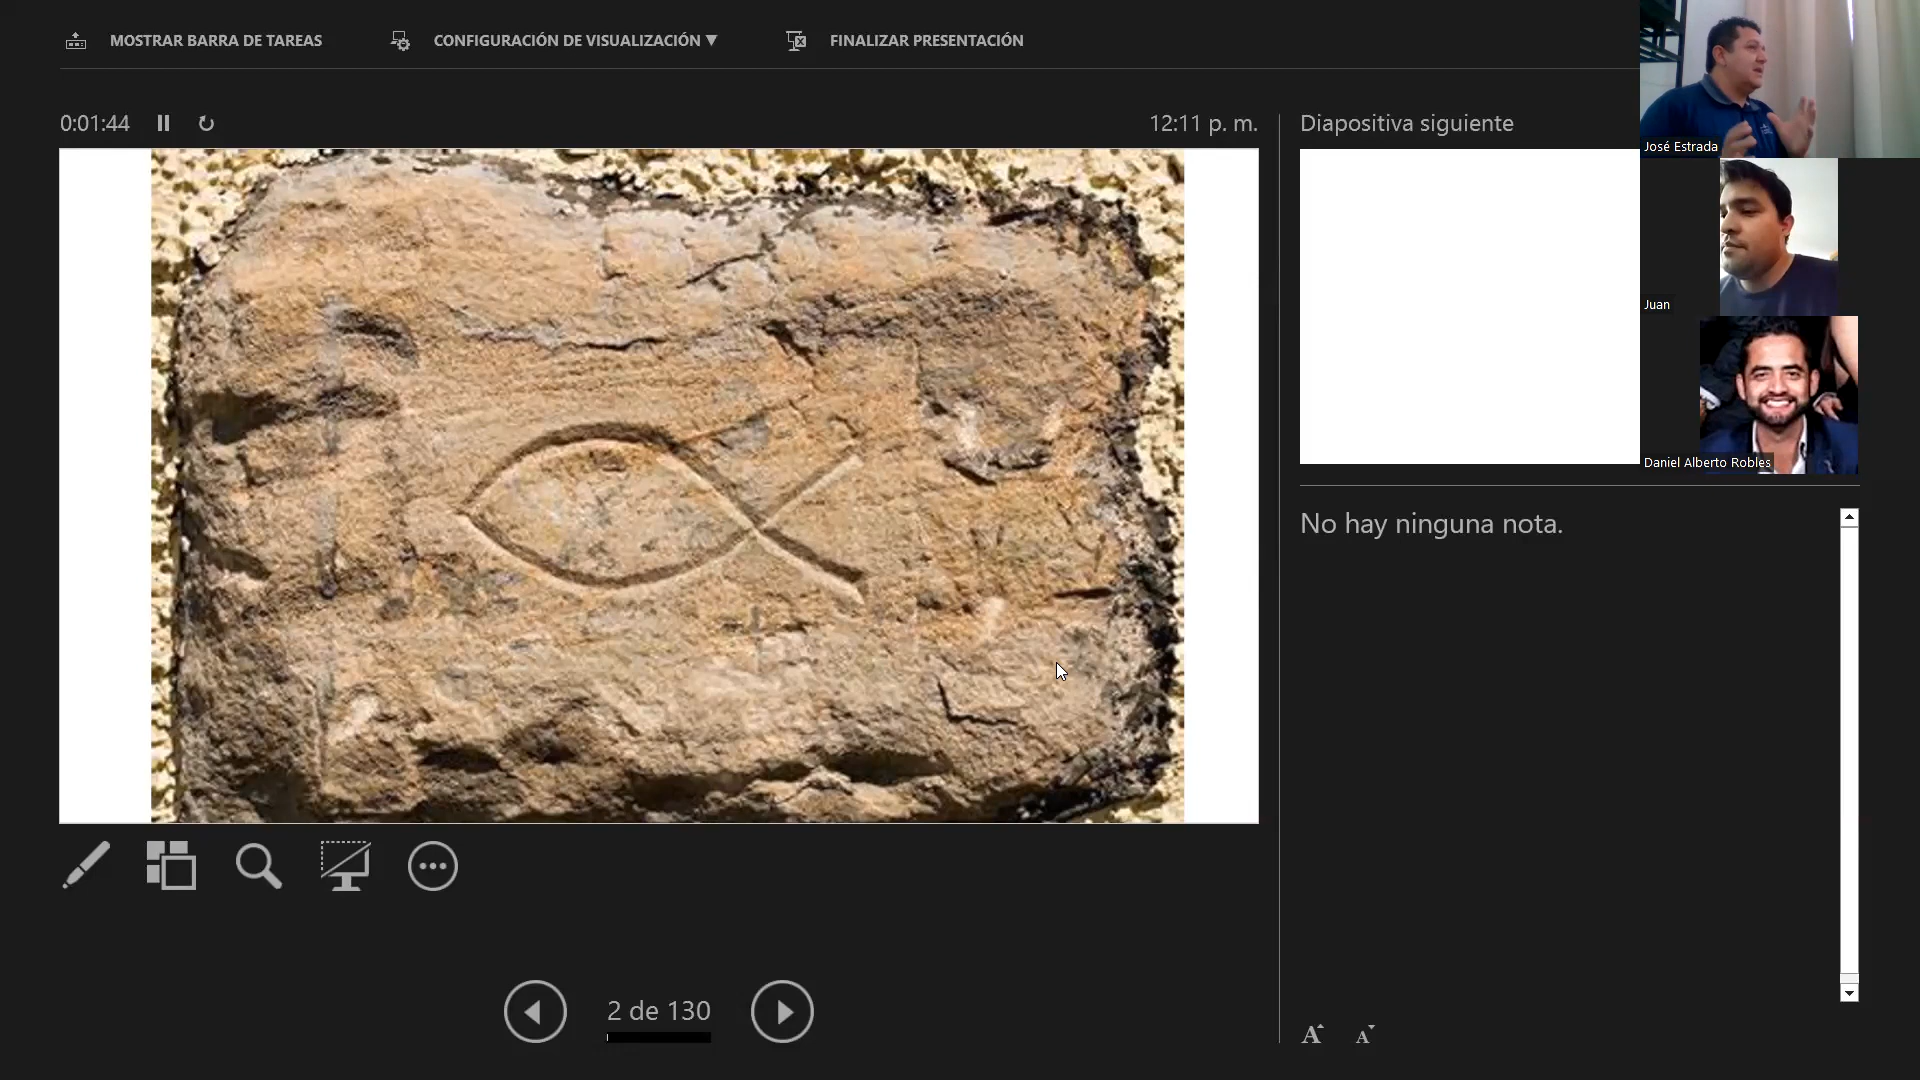 MOSTRAR BARRA DE TAREAS
CONFIGURACIÓN DE VISUALIZACIÓN ▼
FINALIZAR PRESENTACIÓN
0:01:44
12:11 p. m.
Diapositiva siguiente
José Estrada
Juan
Daniel Alberto Robles
No hay ninguna nota.
2 de 130
A A